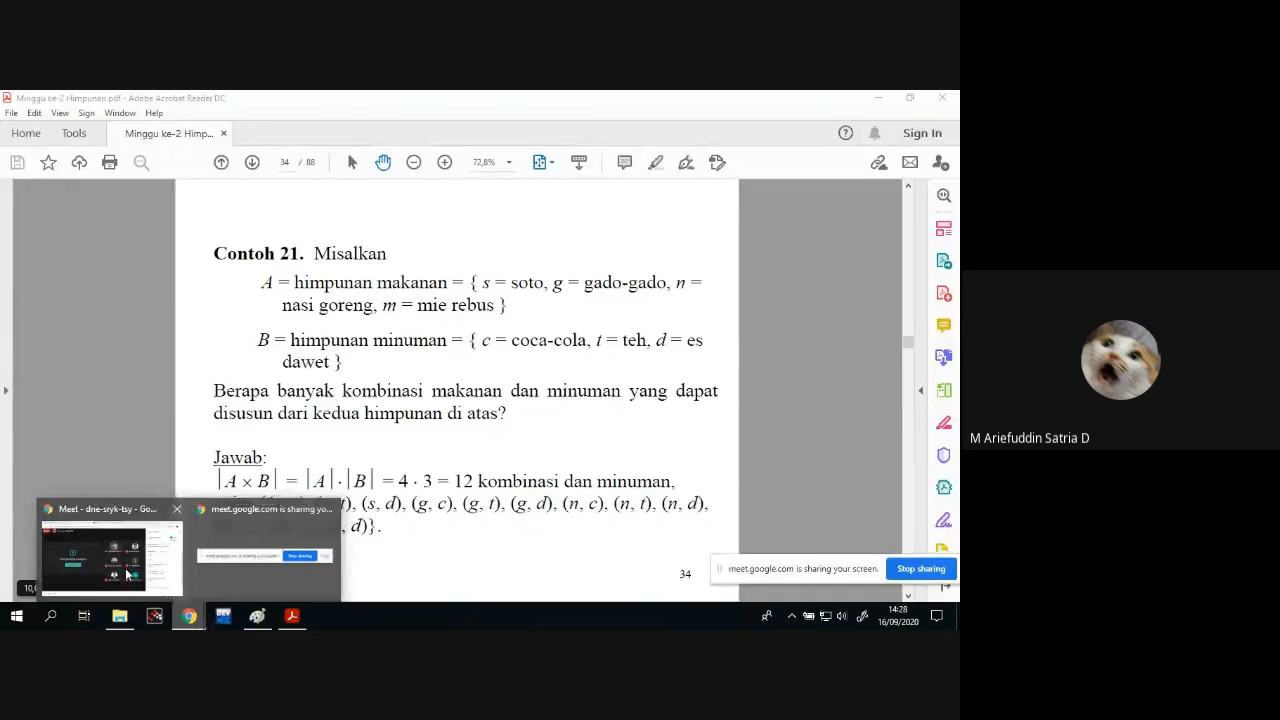 Minggu ke-2 Himpunan.pdf - Adobe Acrobat Reader DC
File Edit View Sign Window Help
Home Tools Minggu ke-2 Himp... × Sign In
34 / 88 72,8%
Contoh 21. Misalkan
A = himpunan makanan = { s = soto, g = gado-gado, n =
nasi goreng, m = mie rebus }
B = himpunan minuman = { c = coca-cola, t = teh, d = es
dawet }
Berapa banyak kombinasi makanan dan minuman yang dapat
disusun dari kedua himpunan di atas?
Jawab:
|A × B| = |A|⋅|B| = 4 ⋅ 3 = 12 kombinasi dan minuman,
t), (s, d), (g, c), (g, t), (g, d), (n, c), (n, t), (n, d),
d)}.
Meet - dne-sryk-tsy - Go... meet.google.com is sharing yo...
Stop sharing
34
meet.google.com is sharing your screen. Stop sharing
14:28
16/09/2020
M Ariefuddin Satria D